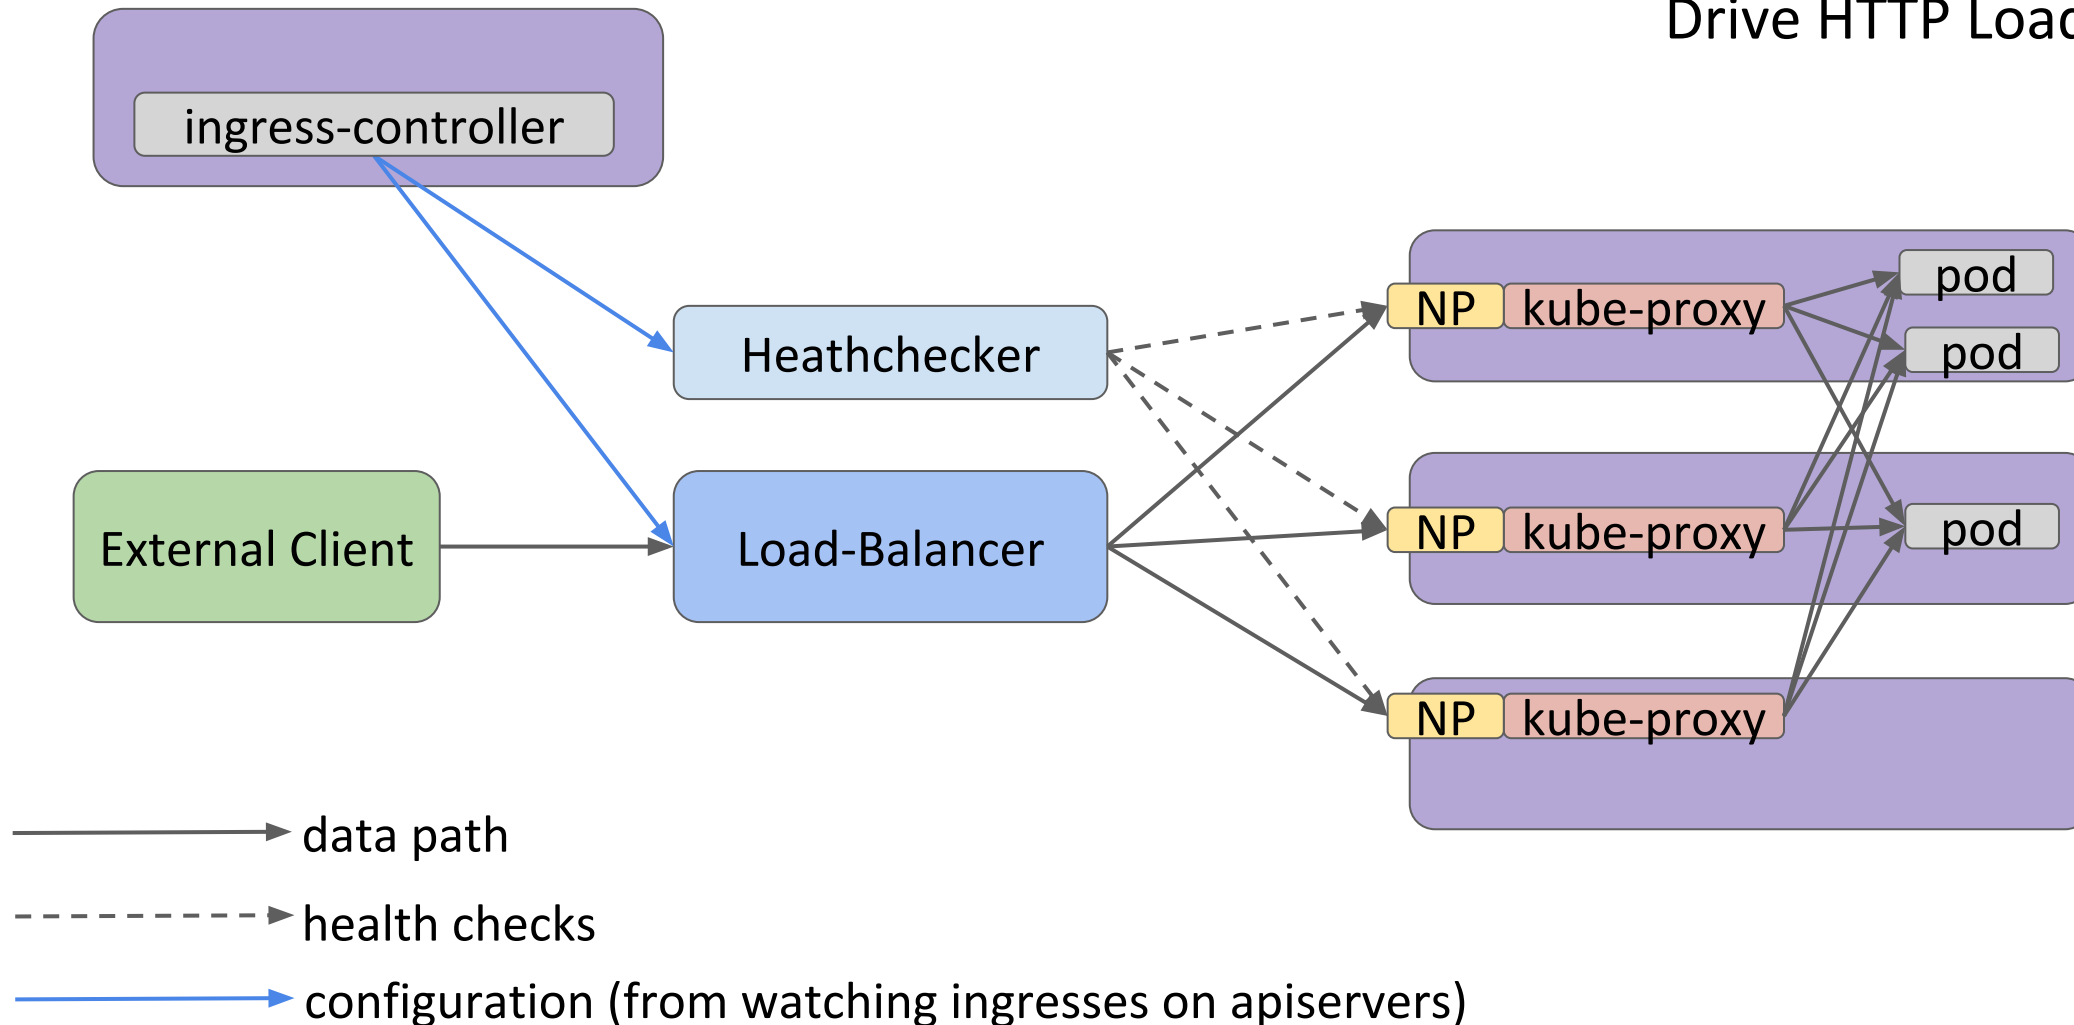 Drive HTTP Load
ingress-controller
Heathchecker
External Client
Load-Balancer
NP
kube-proxy
pod
pod
NP
kube-proxy
pod
NP
kube-proxy
data path
health checks
configuration (from watching ingresses on apiservers)